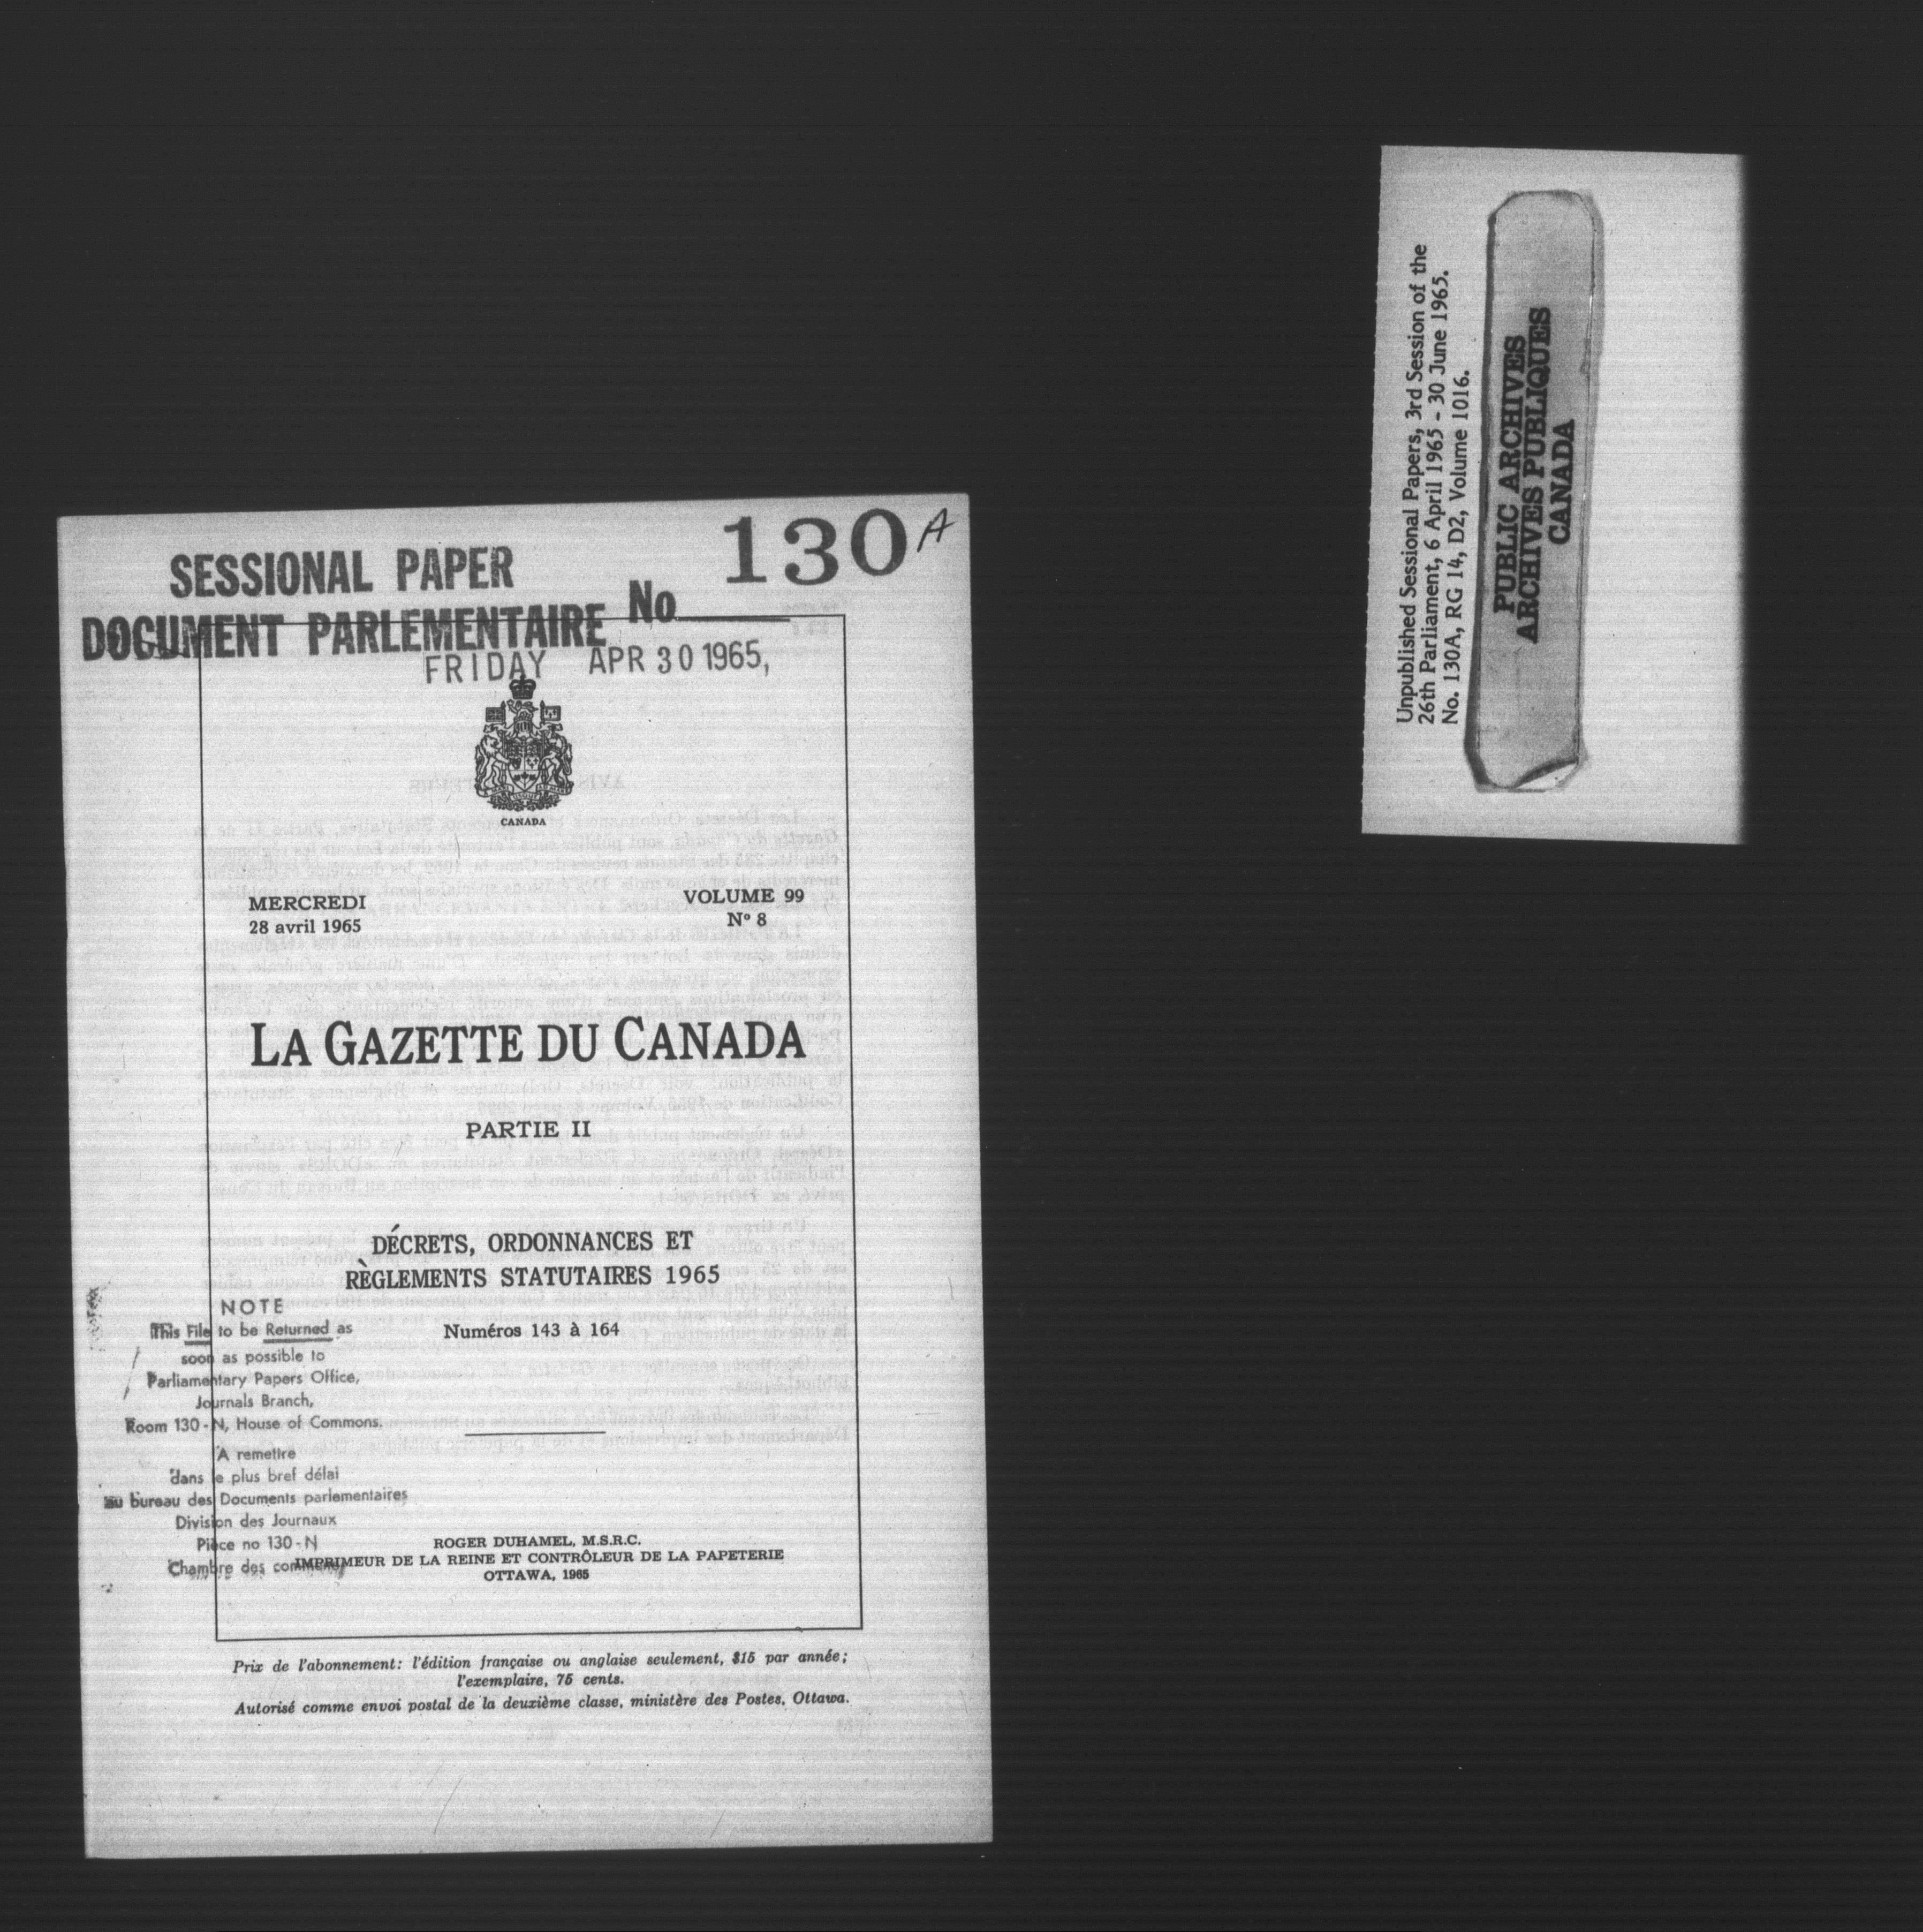 SESSIONAL PAPER
DOCUMENT PARLEMENTAIRE No 130 A
FRIDAY APR 30 1965,
CANADA
MERCREDI
28 avril 1965
VOLUME 99
Nº 8
LA GAZETTE DU CANADA
PARTIE II
DÉCRETS, ORDONNANCES ET
RÈGLEMENTS STATUTAIRES 1965
Numéros 143 à 164
NOTE
This File to be Returned as
soon as possible to
Parliamentary Papers Office,
Journals Branch,
Room 130-N, House of Commons.
A remettre
dans le plus bref délai
au bureau des Documents parlementaires
Division des Journaux
Pièce no 130-N
Chambre des communes
ROGER DUHAMEL, M.S.R.C.
IMPRIMEUR DE LA REINE ET CONTRÔLEUR DE LA PAPETERIE
OTTAWA, 1965
Prix de l'abonnement: l'édition française ou anglaise seulement, $15 par année;
l'exemplaire, 75 cents.
Autorisé comme envoi postal de la deuxième classe, ministère des Postes, Ottawa.
Unpublished Sessional Papers, 3rd Session of the
26th Parliament, 6 April 1965 - 30 June 1965.
No. 130A, RG 14, D2, Volume 1016.
PUBLIC ARCHIVES
ARCHIVES PUBLIQUES
CANADA